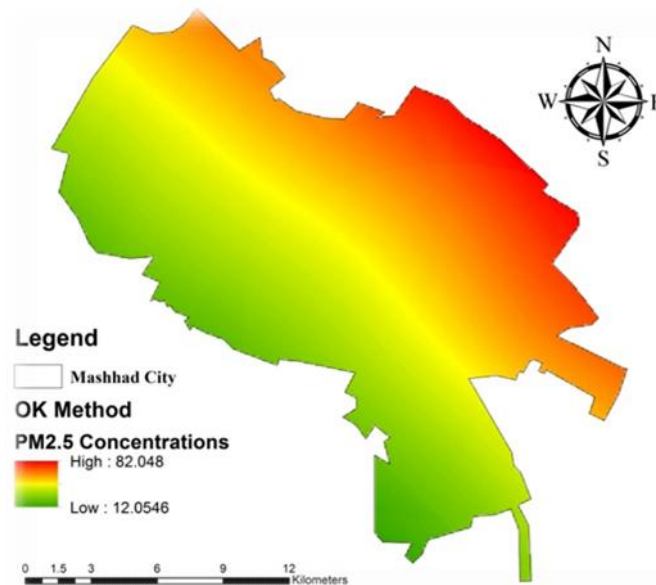 N
W
E
S
Legend
Mashhad City
OK Method
PM2.5 Concentrations
High : 82.048
Low : 12.0546
0 1.5 3 6 9 12
Kilometers